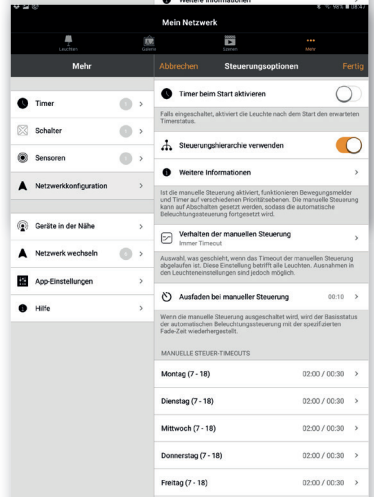 Weitere Informationen
98% 08:47
Mein Netzwerk
Leuchten
Galerie
Szenen
Mehr
Mehr
Abbrechen Steuerungsoptionen Fertig
Timer
Schalter
Sensoren
Netzwerkkonfiguration
Geräte in der Nähe
Netzwerk wechseln
App-Einstellungen
Hilfe
Timer beim Start aktivieren
Falls eingeschaltet, aktiviert die Leuchte nach dem Start den erwarteten
Timerstatus.
Steuerungshierarchie verwenden
Weitere Informationen
Ist die manuelle Steuerung aktiviert, funktionieren Bewegungsmelder
und Timer auf verschiedenen Prioritätsebenen. Die manuelle Steuerung
kann auf Abschalten gesetzt werden, sodass die automatische
Beleuchtungssteuerung fortgesetzt wird.
Verhalten der manuellen Steuerung
Immer Timeout
Auswahl, was geschieht, wenn das Timeout der manuellen Steuerung
abgelaufen ist. Diese Einstellung betrifft alle Leuchten. Ausnahmen in
den Leuchteneinstellungen sind jedoch möglich.
Ausfaden bei manueller Steuerung 00:10
Wenn die manuelle Steuerung ausgeschaltet wird, wird der Basisstatus
der automatischen Beleuchtungssteuerung mit der spezifizierten
Fade-Zeit wiederhergestellt.
MANUELLE STEUER-TIMEOUTS
Montag (7 - 18) 02:00 / 00:30
Dienstag (7 - 18) 02:00 / 00:30
Mittwoch (7 - 18) 02:00 / 00:30
Donnerstag (7 - 18) 02:00 / 00:30
Freitag (7 - 18) 02:00 / 00:30